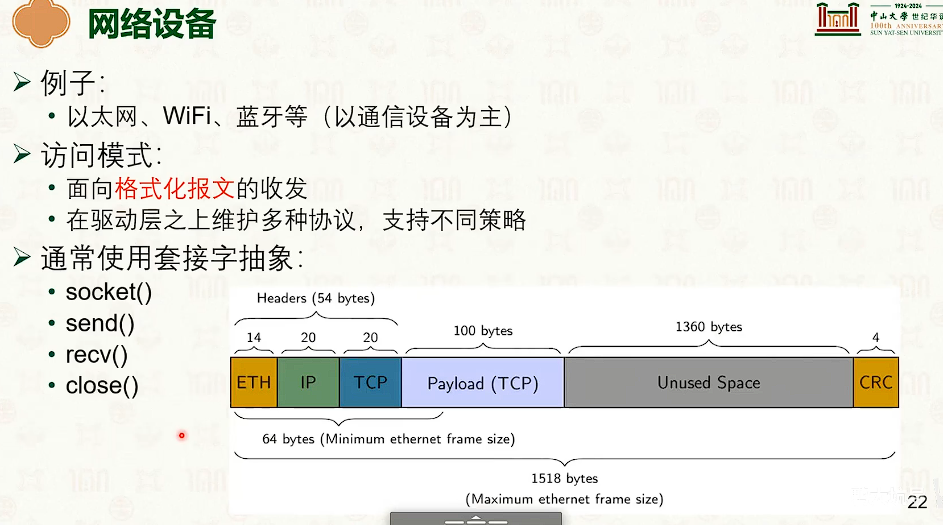 网络设备
1924-2024
中山大學 世纪华诞
100th ANNIVERSARY
SUN YAT-SEN UNIVERSITY
➢ 例子：
• 以太网、WiFi、蓝牙等（以通信设备为主）
➢ 访问模式：
• 面向格式化报文的收发
• 在驱动层之上维护多种协议，支持不同策略
➢ 通常使用套接字抽象：
• socket()
• send()
• recv()
• close()
Headers (54 bytes)
14 20 20 100 bytes 1360 bytes 4
ETH IP TCP Payload (TCP) Unused Space CRC
64 bytes (Minimum ethernet frame size)
1518 bytes
(Maximum ethernet frame size)
22